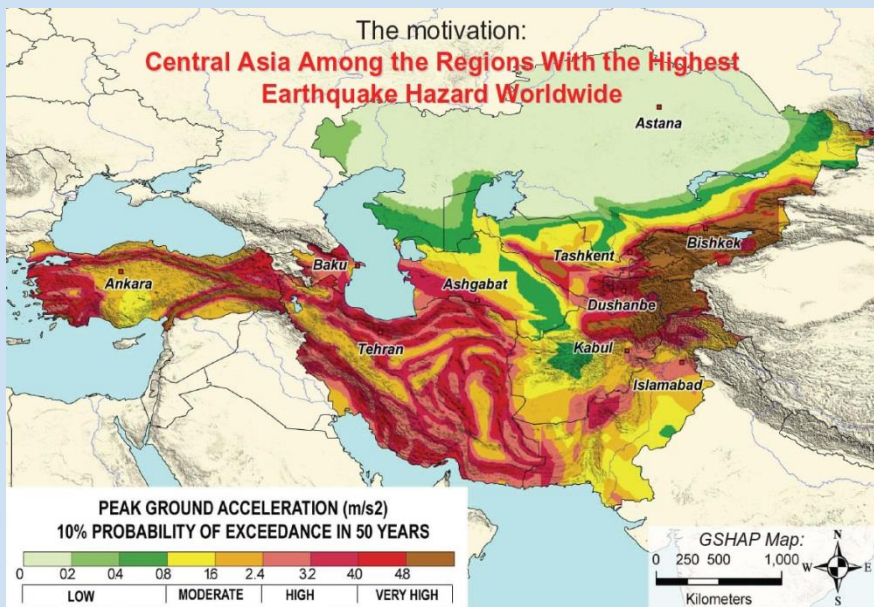 The motivation:
Central Asia Among the Regions With the Highest
Earthquake Hazard Worldwide
Astana
Bishkek
Tashkent
Baku
Ankara
Ashgabat
Dushanbe
Tehran
Kabul
Islamabad
PEAK GROUND ACCELERATION (m/s2)
10% PROBABILITY OF EXCEEDANCE IN 50 YEARS
0 02 04 08 16 2.4 32 40 48
LOW MODERATE HIGH VERY HIGH
GSHAP Map:
0 250 500 1,000
Kilometers
N
W E
S